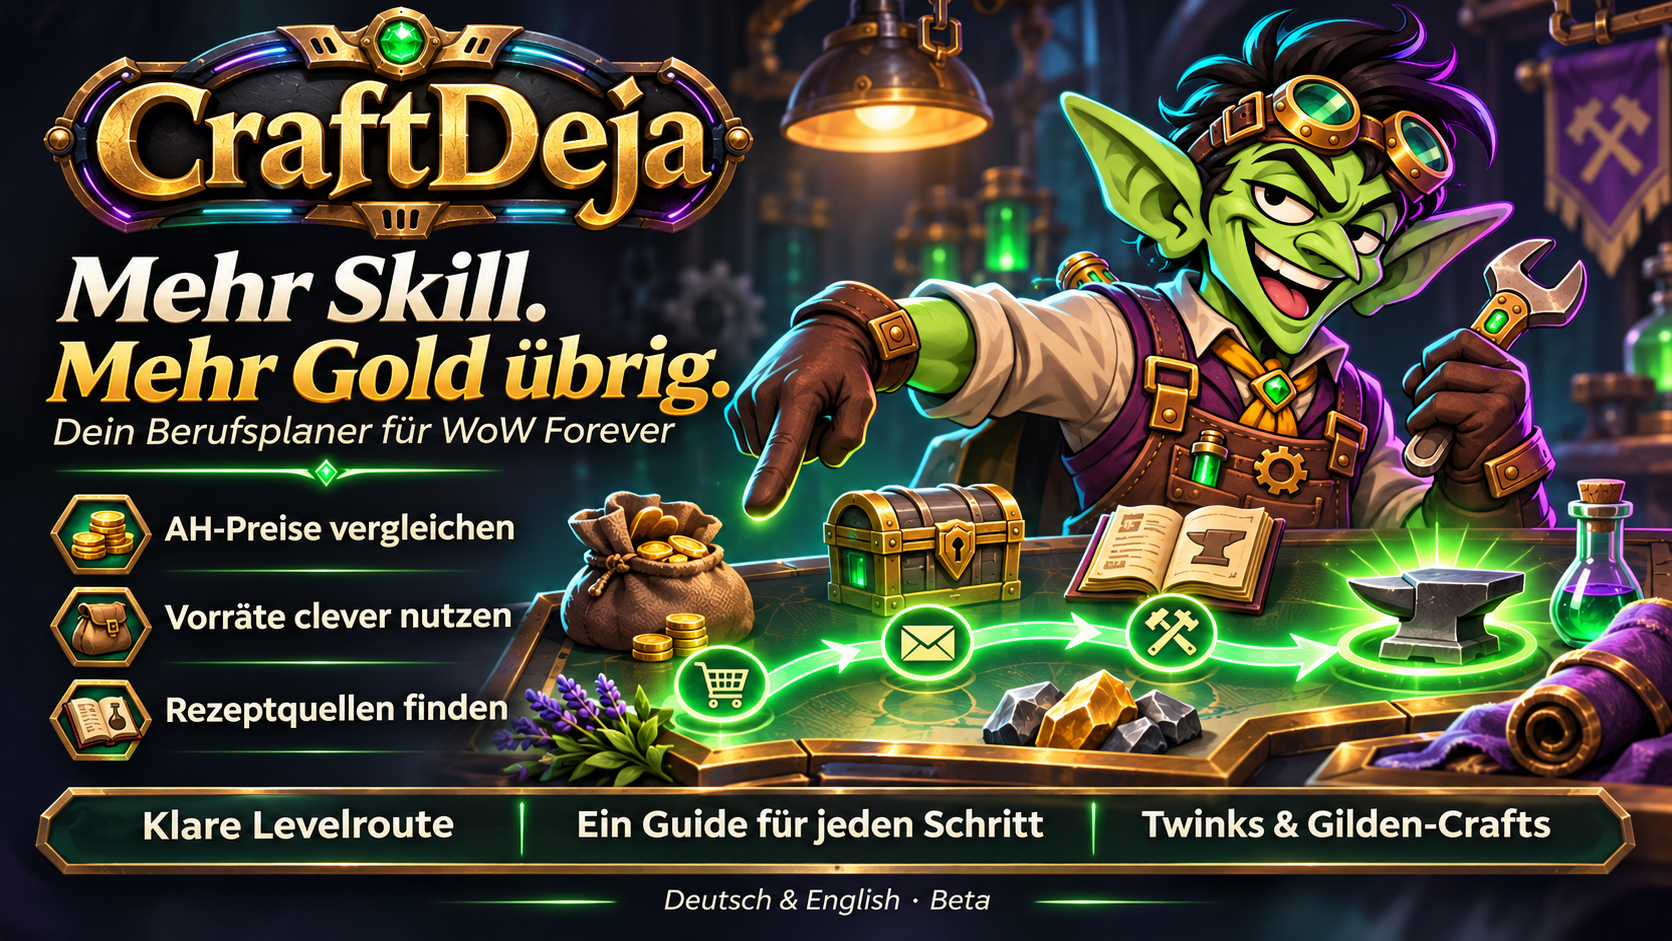 CraftDeja
Mehr Skill.
Mehr Gold übrig.
Dein Berufsplaner für WoW Forever
AH-Preise vergleichen
Vorräte clever nutzen
Rezeptquellen finden
Klare Levelroute
Ein Guide für jeden Schritt
Twinks & Gilden-Crafts
Deutsch & English · Beta